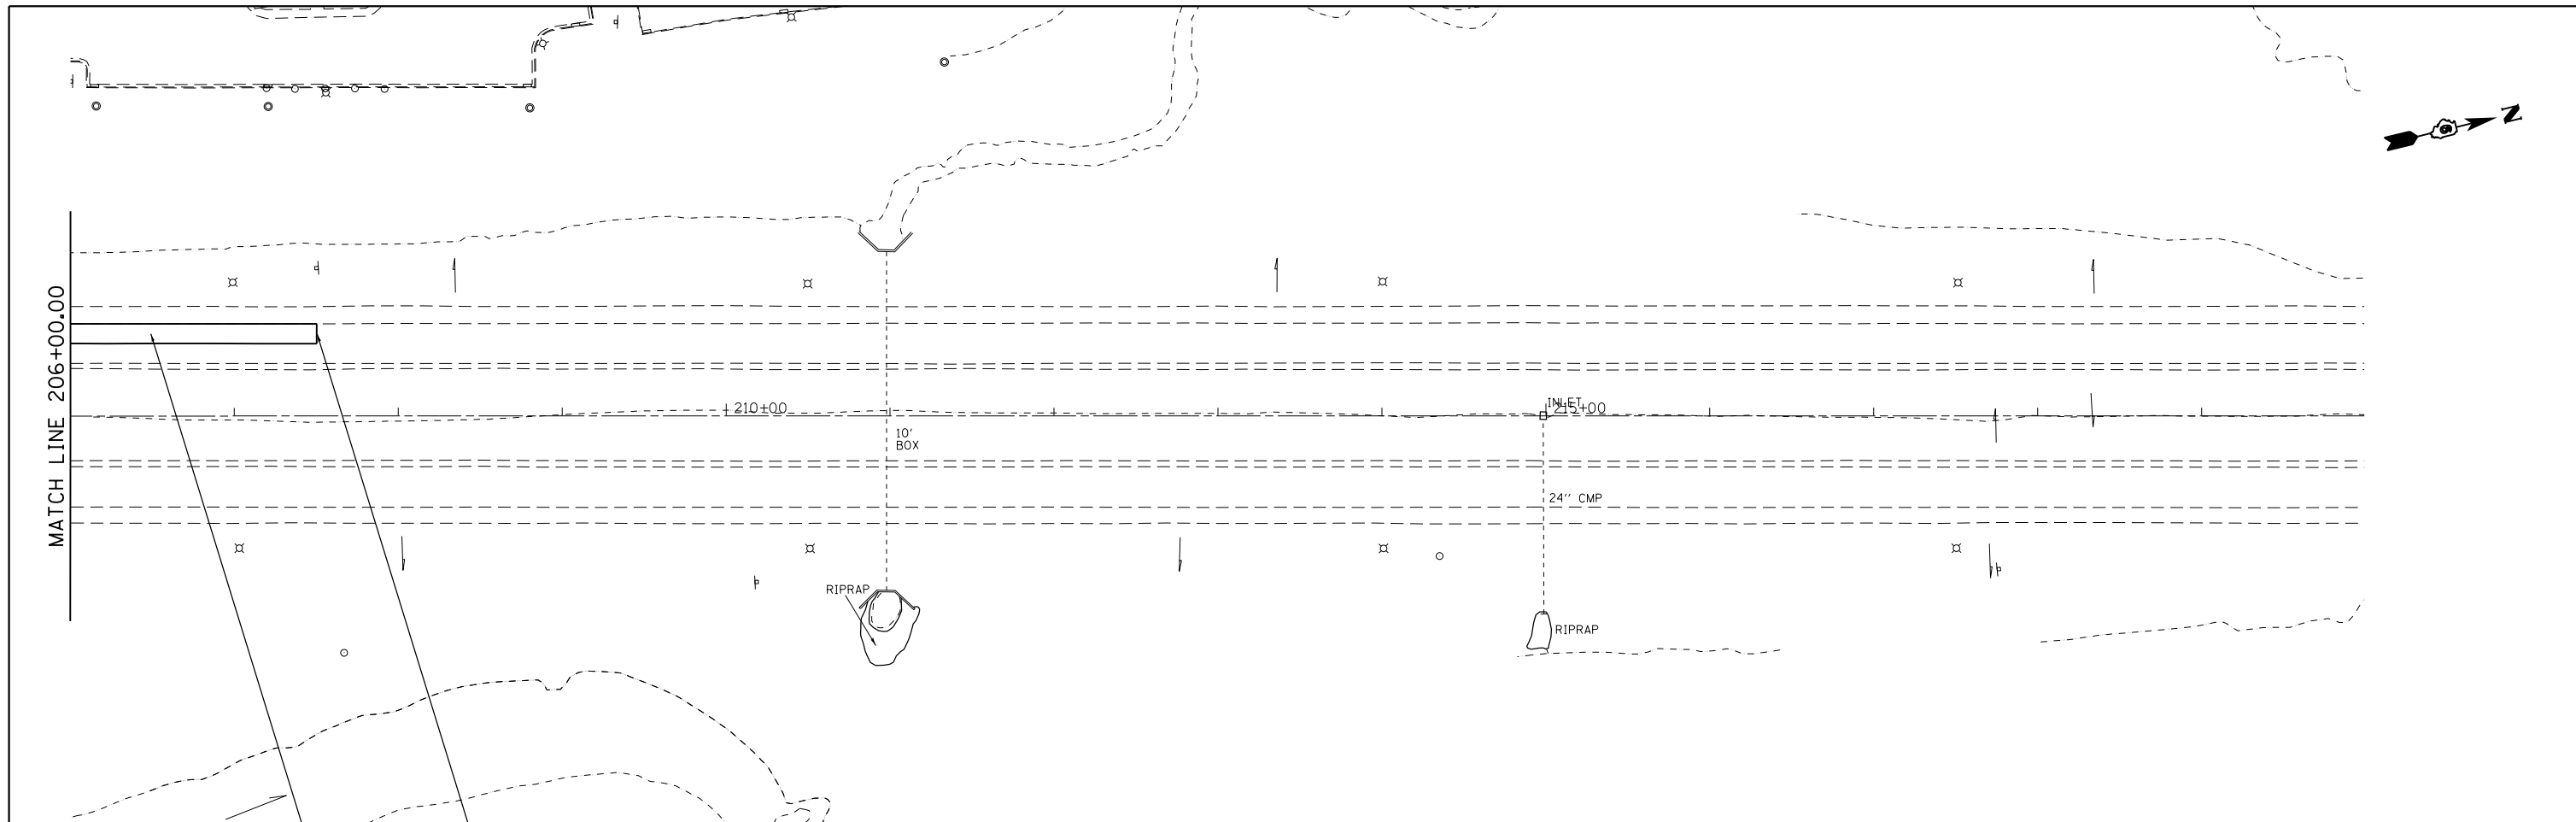 N
MATCH LINE 206+00.00
210+00
INLET
215+00
10'
BOX
24'' CMP
RIPRAP
RIPRAP